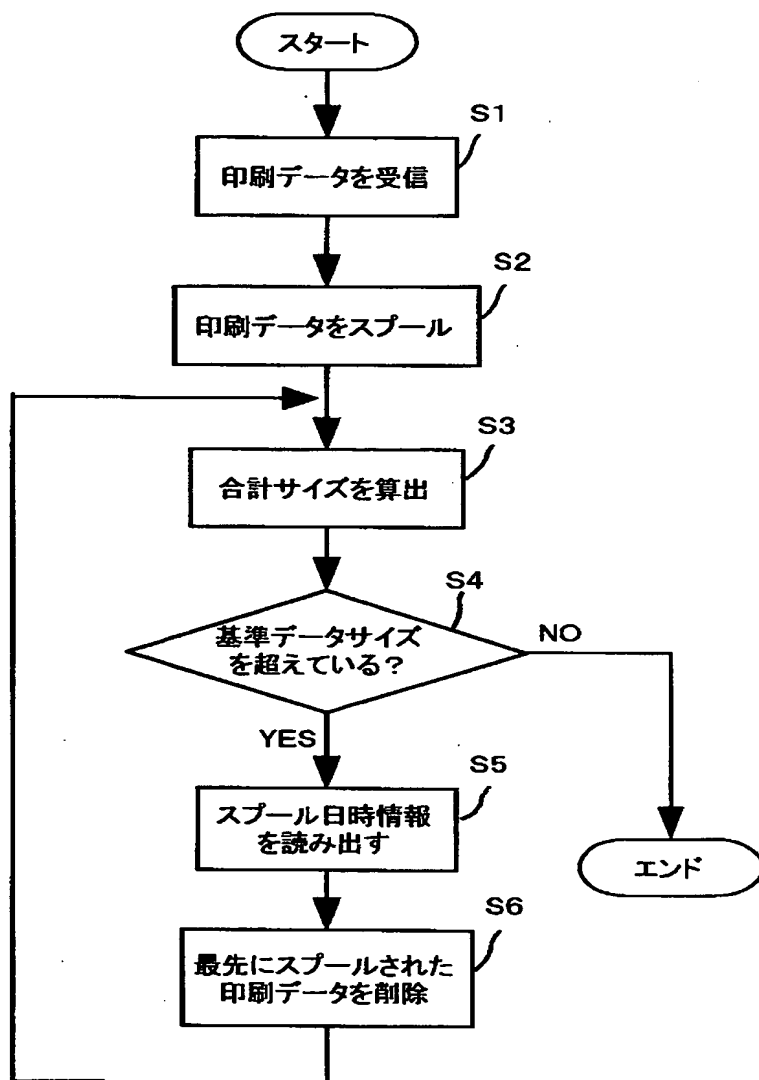 スタート
S1
印刷データを受信
S2
印刷データをスプール
S3
合計サイズを算出
S4
基準データサイズ
を超えている?
NO
YES
S5
スプール日時情報
を読み出す
エンド
S6
最先にスプールされた
印刷データを削除